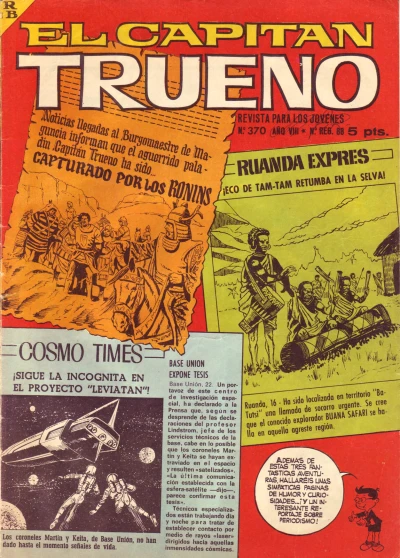 RB
EL CAPITAN
TRUENO
REVISTA PARA LOS JOVENES
N.º 370 AÑO VIII - N.º REG. 88 5 pts.
Noticias llegadas al Burgomaestre de Ma-
guncia informan que el aguerrido pala-
dín Capitán Trueno ha sido
CAPTURADO POR LOS RONINS
RUANDA EXPRES
¡ECO DE TAM-TAM RETUMBA EN LA SELVA!
Ruanda, 16 - Ha sido localizada en territorio "Ba-
tutsi" una llamada de socorro urgente. Se cree
que el conocido explorador BUANA SAFARI se ha-
lla en aquella agreste región.
COSMO TIMES
¡SIGUE LA INCOGNITA EN
EL PROYECTO "LEVIATAN"!
Los coroneles Martín y Keita, de Base Unión, no han
dado hasta el momento señales de vida.
BASE UNION
EXPONE TESIS
Base Unión. 22. Un por-
tavoz de este centro
de investigación espe-
cial, ha declarado a la
Prensa que, según se
desprende de las decla-
raciones del profesor
Lindstrom, jefe de los
servicios técnicos de la
base, cabe en lo posible
que los coroneles Mar-
tín y Keita se hayan ex-
traviado en el espacio
y resulten «satelizados».
«La última comunica-
ción establecida con la
esfera-satélite —dijo—,
parece confirmar esta
tesis».
Técnicos especializa-
dos están trabajando día
y noche para tratar de
establecer contacto por
medio de rayos «laser»
dirigidos hacia aquellas
inmensidades cósmicas.
ADEMAS DE
ESTAS TRES FAN-
TASTICAS AVENTU-
RAS, HALLAREIS UNAS
SIMPATICAS PAGINAS
DE HUMOR Y CURIO-
SIDADES...¡Y UN IN-
TERESANTE RE-
PORTAJE SOBRE
PERIODISMO!